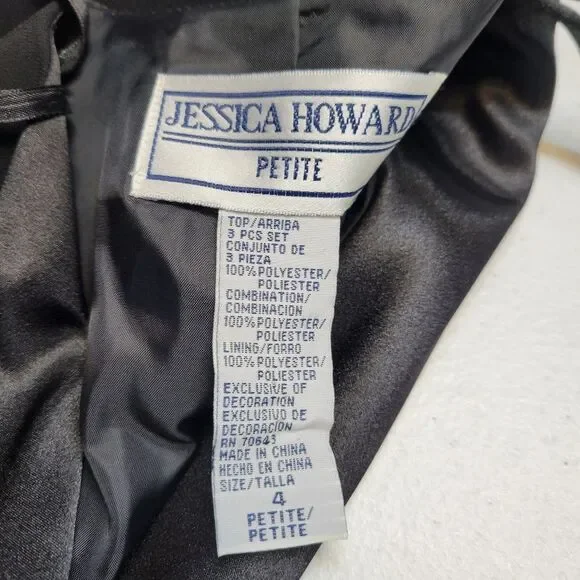 JESSICA HOWARD
PETITE
TOP/ARRIBA
3 PCS SET
CONJUNTO DE
3 PIEZA
100%POLYESTER/
POLIESTER
COMBINATION/
COMBINACION
100%POLYESTER/
POLIESTER
LINING/FORRO
100%POLYESTER/
POLIESTER
EXCLUSIVE OF
DECORATION
EXCLUSIVO DE
DECORACION
RN 70643
MADE IN CHINA
HECHO EN CHINA
SIZE/TALLA
4
PETITE/
PETITE